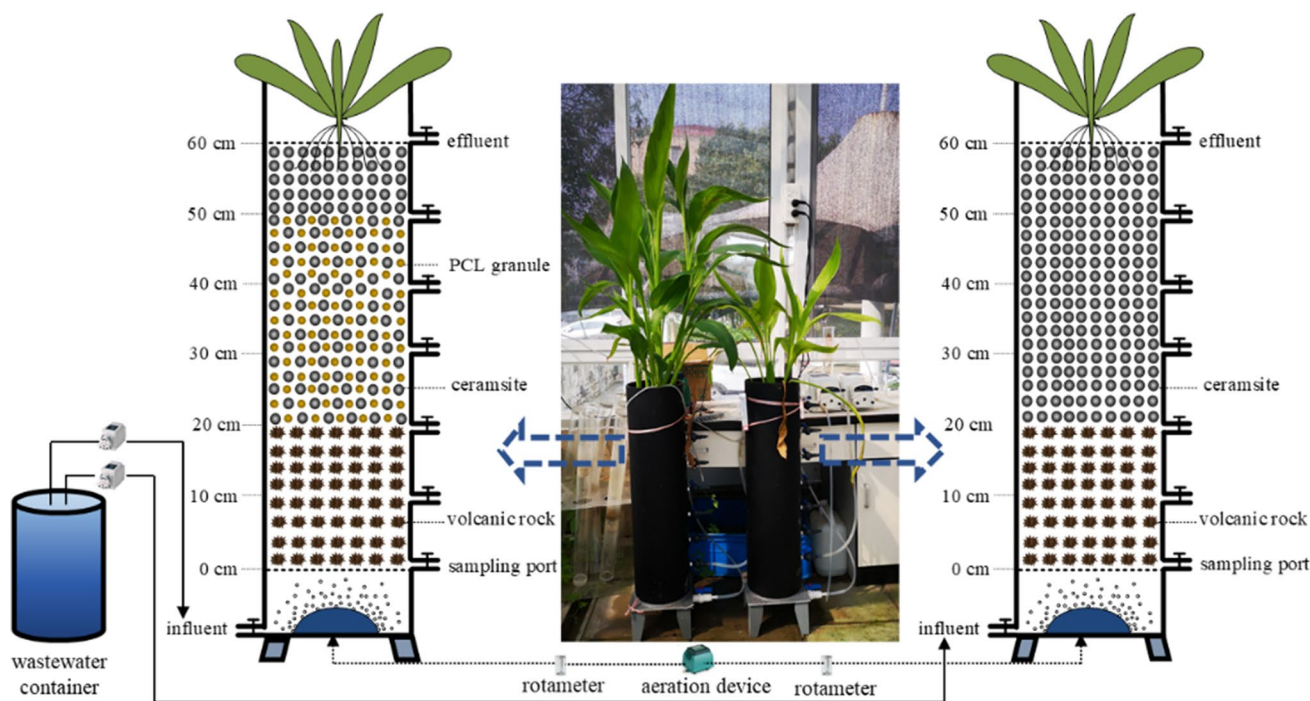 60 cm
effluent
50 cm
PCL granule
40 cm
30 cm
ceramsite
20 cm
10 cm
volcanic rock
0 cm
sampling port
influent
wastewater
container
rotameter
aeration device
rotameter
60 cm
effluent
50 cm
40 cm
30 cm
ceramsite
20 cm
10 cm
volcanic rock
0 cm
sampling port
influent